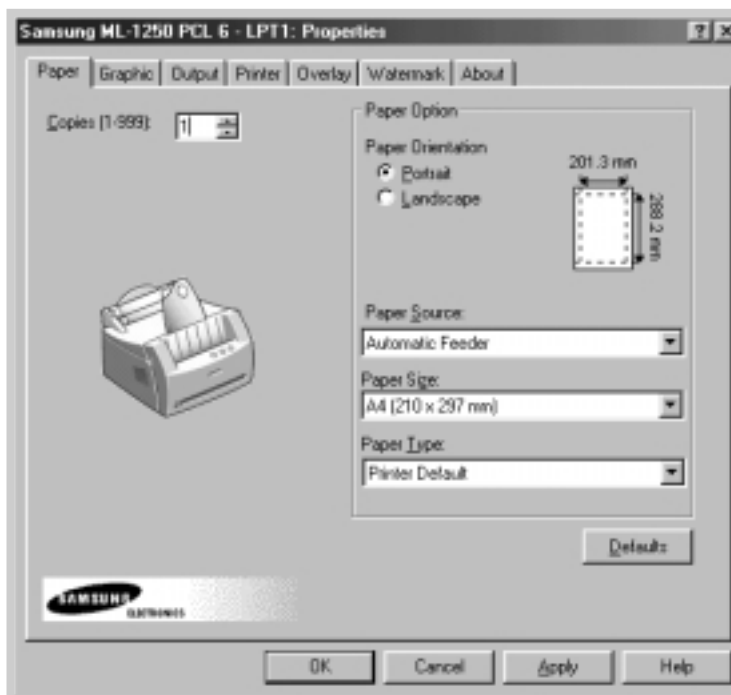 Samsung ML-1250 PCL 6 - LPT1: Properties
Paper Graphic Output Printer Overlay Watermark About
Copies (1-999): 1
Paper Option
Paper Orientation
Portrait
Landscape
201.3 mm
288.2 mm
Paper Source:
Automatic Feeder
Paper Size:
A4 (210 x 297 mm)
Paper Type:
Printer Default
Defaults
SAMSUNG
ELECTRONICS
OK Cancel Apply Help